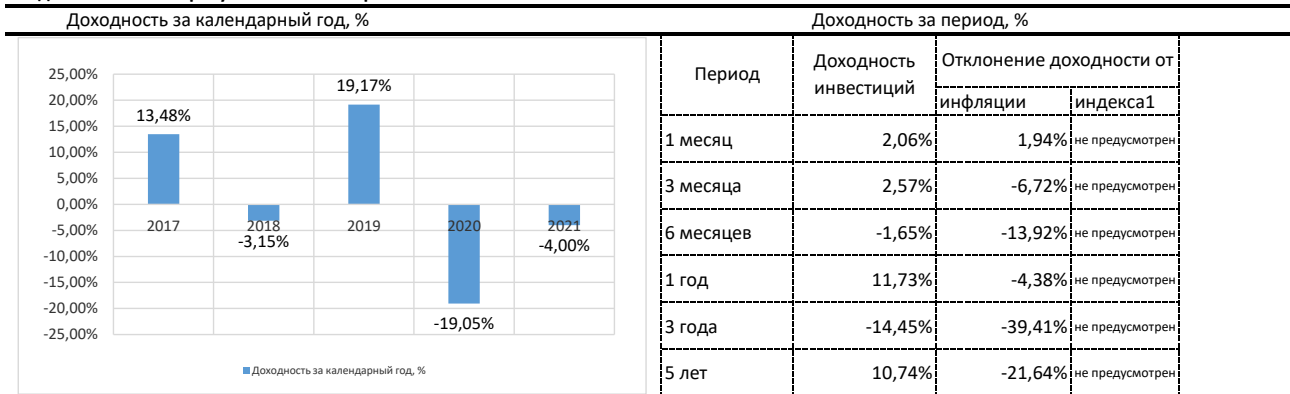 Доходность за календарный год, %
Доходность за период, %
25,00%
20,00%
15,00%
10,00%
5,00%
0,00%
-5,00%
-10,00%
-15,00%
-20,00%
-25,00%
13,48%
-3,15%
19,17%
-19,05%
-4,00%
2017 2018 2019 2020 2021
Доходность за календарный год, %
Период
Доходность
инвестиций
Отклонение доходности от
инфляции индекса1
1 месяц 2,06% 1,94% не предусмотрен
3 месяца 2,57% -6,72% не предусмотрен
6 месяцев -1,65% -13,92% не предусмотрен
1 год 11,73% -4,38% не предусмотрен
3 года -14,45% -39,41% не предусмотрен
5 лет 10,74% -21,64% не предусмотрен